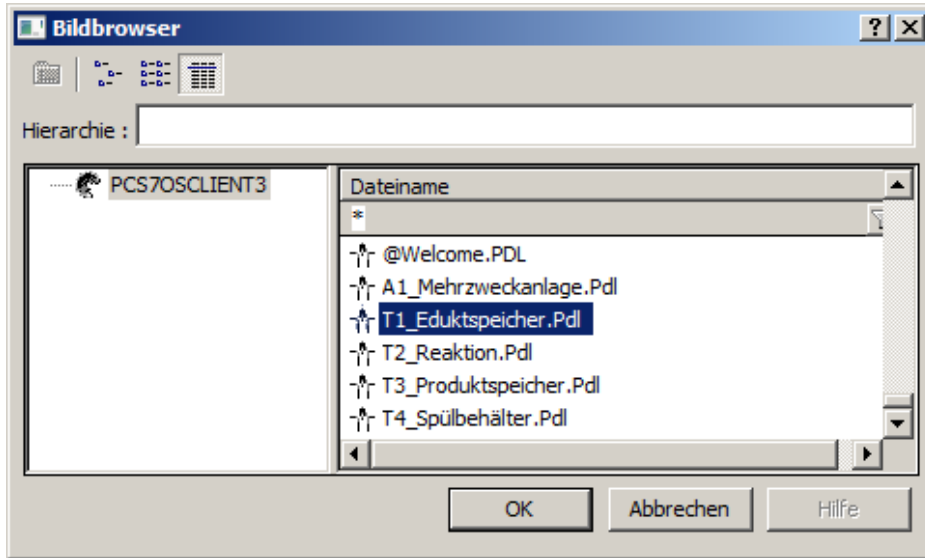 Bildbrowser
Hierarchie :
PCS7OSCLIENT3
Dateiname
*
@Welcome.PDL
A1_Mehrzweckanlage.Pdl
T1_Eduktspeicher.Pdl
T2_Reaktion.Pdl
T3_Produktspeicher.Pdl
T4_Spülbehälter.Pdl
OK Abbrechen Hilfe